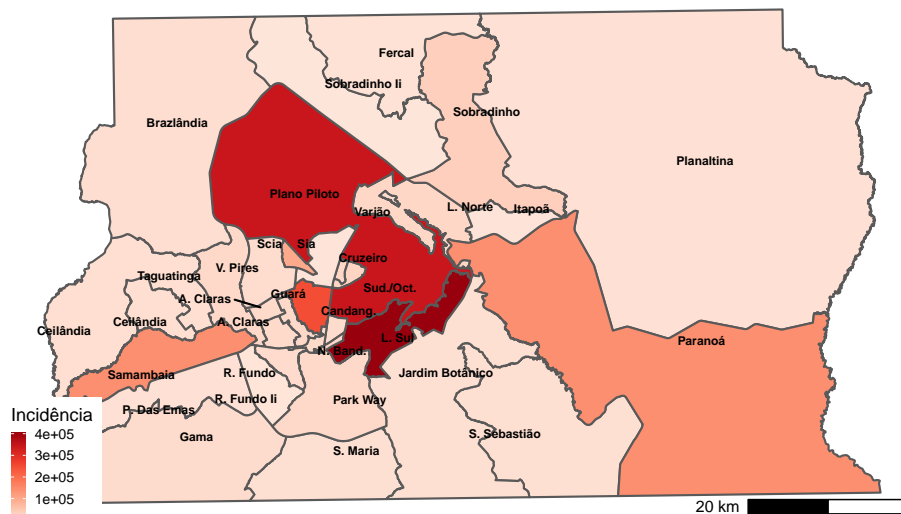 Fercal
Sobradinho Ii
Sobradinho
Brazlândia
Planaltina
Plano Piloto
Varjão
L. Norte
Itapoã
Scia
Sia
Cruzeiro
V. Pires
Taguatinga
Sud./Oct.
Guará
A. Claras
Candang.
Ceilândia
Ceilândia
A. Claras
L. Sul
N. Band.
Paranoá
Samambaia
R. Fundo
Jardim Botânico
R. Fundo Ii
Park Way
P. Das Emas
Gama
S. Sebastião
S. Maria
Incidência
4e+05
3e+05
2e+05
1e+05
20 km